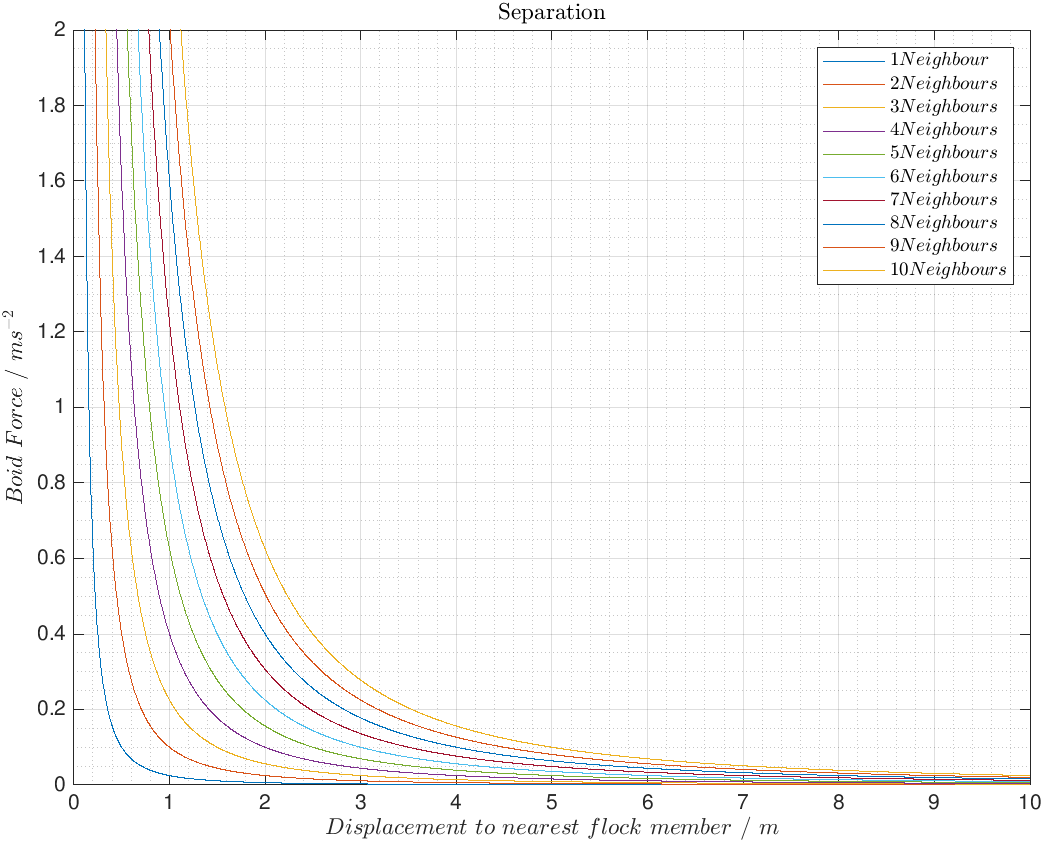 Separation
2
1.8
1.6
1.4
1.2
1
0.8
0.6
0.4
0.2
0
Boid Force / ms⁻²
1Neighbour
2Neighbours
3Neighbours
4Neighbours
5Neighbours
6Neighbours
7Neighbours
8Neighbours
9Neighbours
10Neighbours
0 1 2 3 4 5 6 7 8 9 10
Displacement to nearest flock member / m